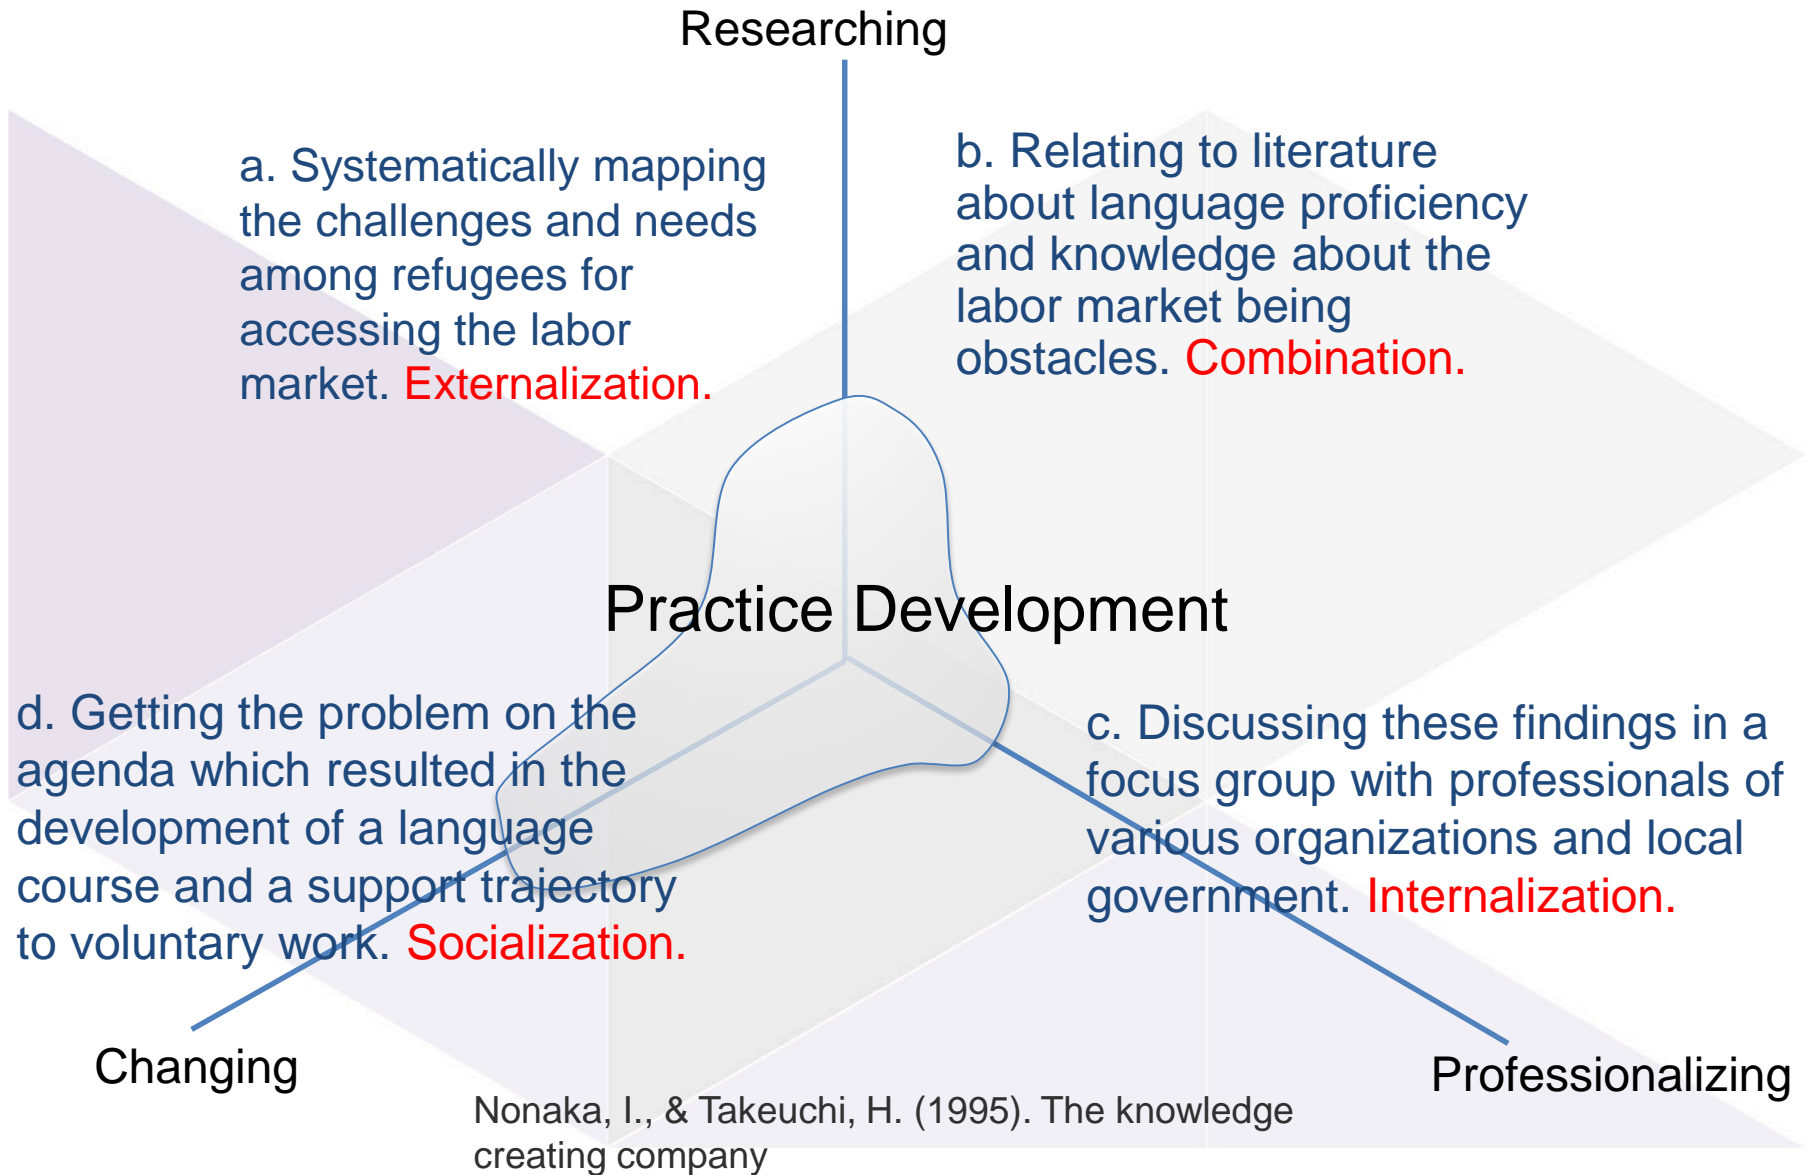 Researching
a. Systematically mapping
the challenges and needs
among refugees for
accessing the labor
market. Externalization.
b. Relating to literature
about language proficiency
and knowledge about the
labor market being
obstacles. Combination.
Practice Development
d. Getting the problem on the
agenda which resulted in the
development of a language
course and a support trajectory
to voluntary work. Socialization.
c. Discussing these findings in a
focus group with professionals of
various organizations and local
government. Internalization.
Changing
Professionalizing
Nonaka, I., & Takeuchi, H. (1995). The knowledge
creating company